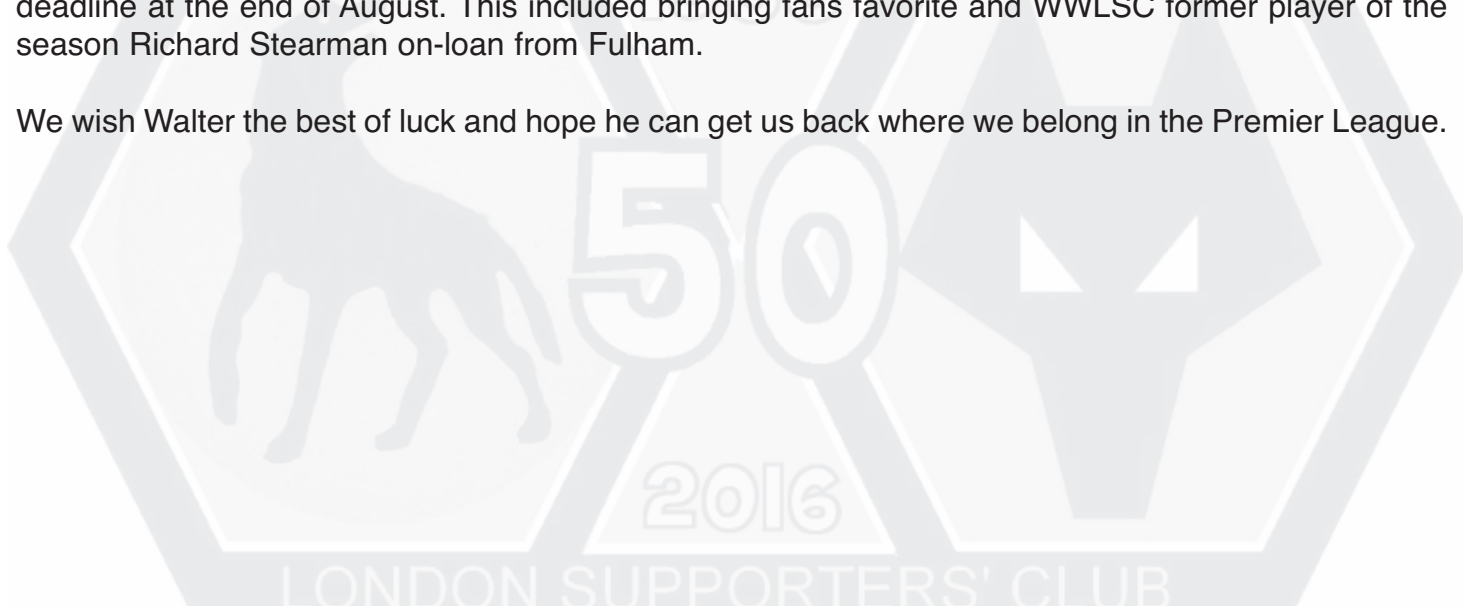 deadline at the end of August. This included bringing fans favorite and WWLSC former player of the
season Richard Stearman on-loan from Fulham.
We wish Walter the best of luck and hope he can get us back where we belong in the Premier League.
50
2016
LONDON SUPPORTERS' CLUB